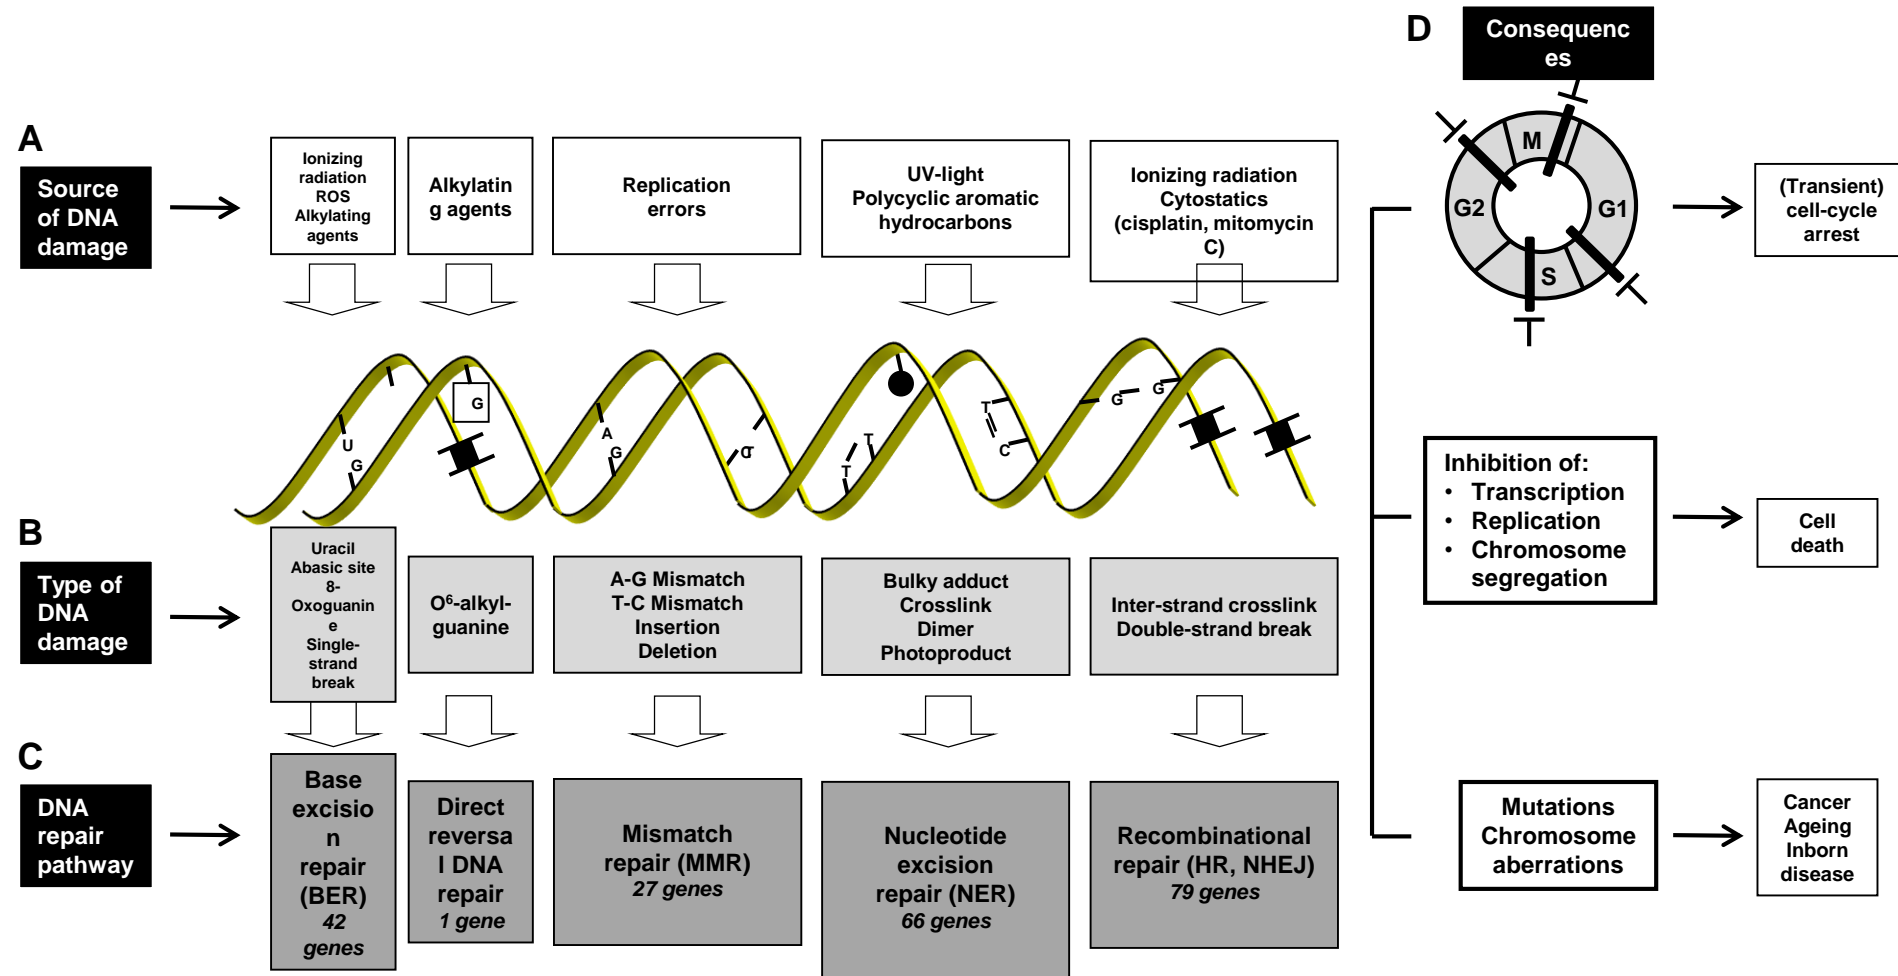 A
Source
of DNA
damage
Ionizing
radiation
ROS
Alkylating
agents
Alkylatin
g agents
Replication
errors
UV-light
Polycyclic aromatic
hydrocarbons
Ionizing radiation
Cytostatics
(cisplatin, mitomycin
C)
U
G
G
A
G
C
T
T
T
T
C
G
G
B
Type of
DNA
damage
Uracil
Abasic site
8-
Oxoguanin
e
Single-
strand
break
O⁶-alkyl-
guanine
A-G Mismatch
T-C Mismatch
Insertion
Deletion
Bulky adduct
Crosslink
Dimer
Photoproduct
Inter-strand crosslink
Double-strand break
C
DNA
repair
pathway
Base
excisio
n
repair
(BER)
42
genes
Direct
reversa
l DNA
repair
1 gene
Mismatch
repair (MMR)
27 genes
Nucleotide
excision
repair (NER)
66 genes
Recombinational
repair (HR, NHEJ)
79 genes
D
Consequenc
es
M
G2
G1
S
(Transient)
cell-cycle
arrest
Inhibition of:
• Transcription
• Replication
• Chromosome
segregation
Cell
death
Mutations
Chromosome
aberrations
Cancer
Ageing
Inborn
disease